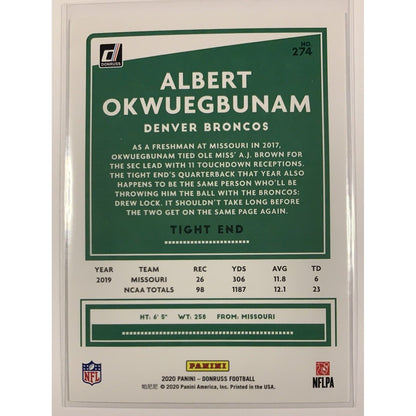 D
DONRUSS
NO.
274
ALBERT
OKWUEGBUNAM
DENVER BRONCOS
AS A FRESHMAN AT MISSOURI IN 2017,
OKWUEGBUNAM TIED OLE MISS' A.J. BROWN FOR
THE SEC LEAD WITH 11 TOUCHDOWN RECEPTIONS.
THE TIGHT END'S QUARTERBACK THAT YEAR ALSO
HAPPENS TO BE THE SAME PERSON WHO'LL BE
THROWING HIM THE BALL WITH THE BRONCOS:
DREW LOCK. IT SHOULDN'T TAKE LONG BEFORE
THE TWO GET ON THE SAME PAGE AGAIN.
TIGHT END
YEAR TEAM REC YDS AVG TD
2019 MISSOURI 26 306 11.8 6
NCAA TOTALS 98 1187 12.1 23
HT: 6' 5" WT: 258 FROM: MISSOURI
NFL
PANINI
NFLPA
2020 PANINI – DONRUSS FOOTBALL
帕尼尼 © 2020 Panini America, Inc. Printed in the USA.